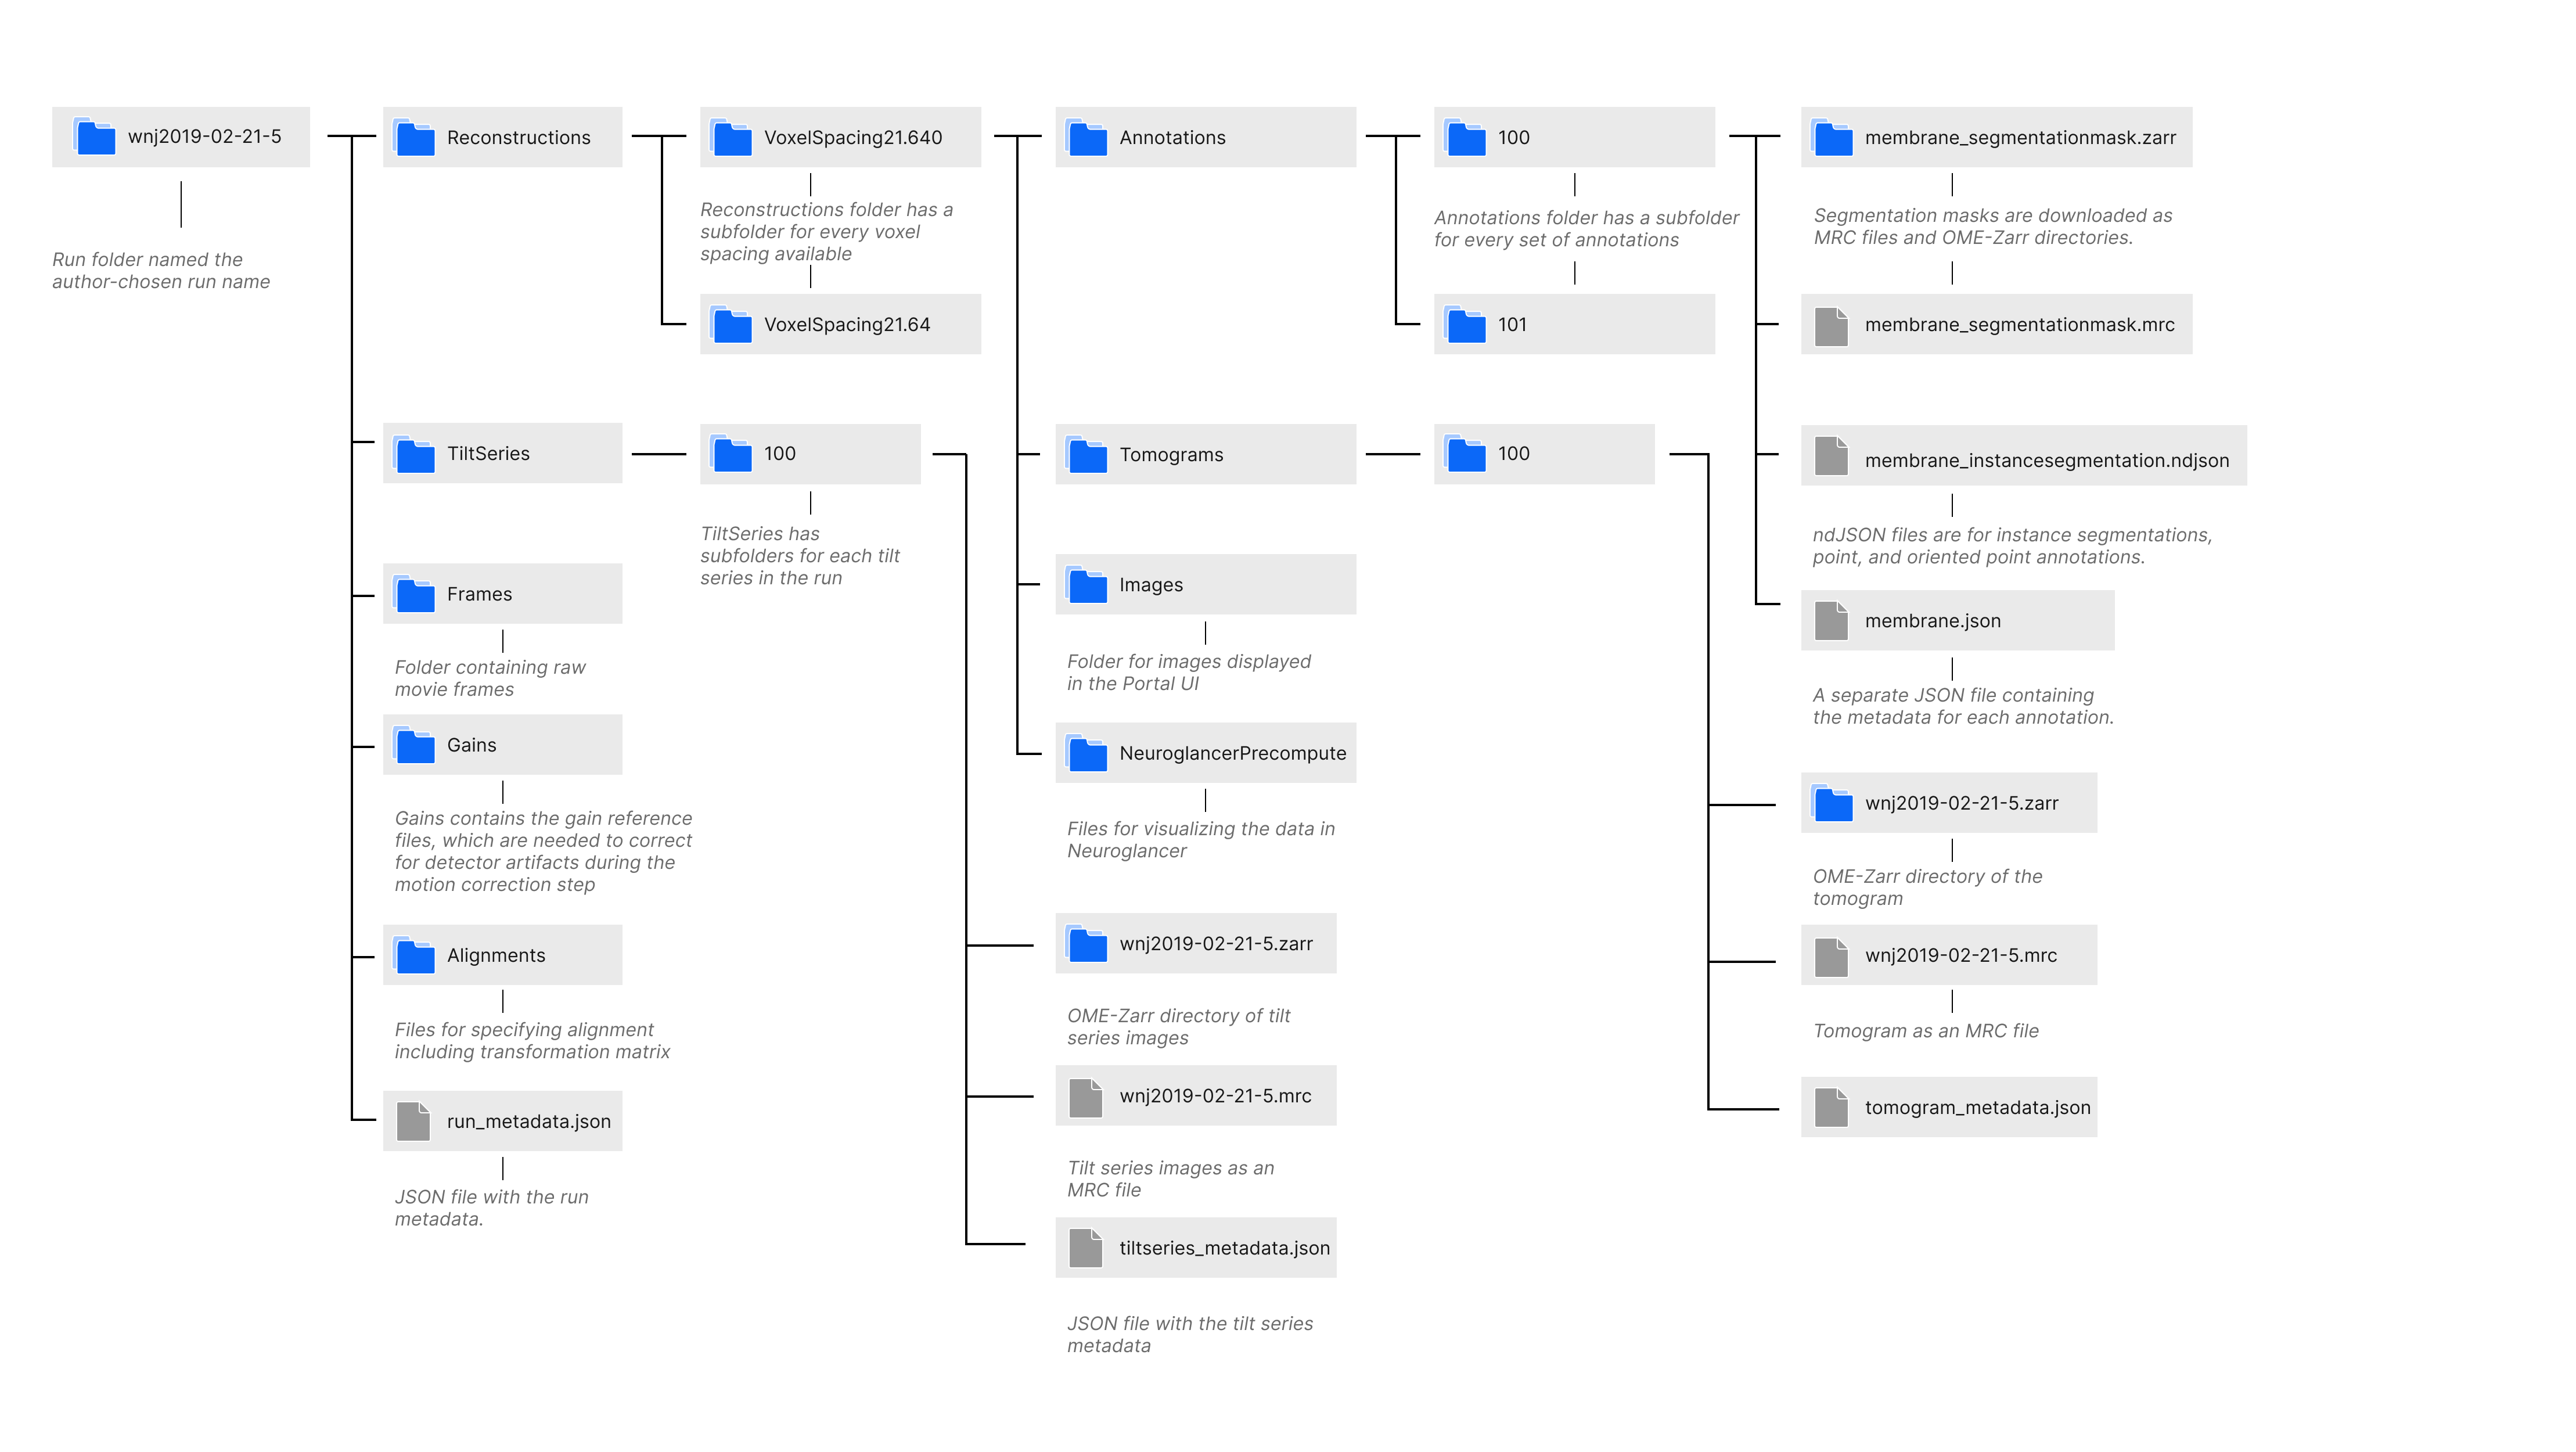 wnj2019-02-21-5
Run folder named the
author-chosen run name
Reconstructions
TiltSeries
Frames
Folder containing raw
movie frames
Gains
Gains contains the gain reference
files, which are needed to correct
for detector artifacts during the
motion correction step
Alignments
Files for specifying alignment
including transformation matrix
run_metadata.json
JSON file with the run
metadata.
VoxelSpacing21.640
Reconstructions folder has a
subfolder for every voxel
spacing available
VoxelSpacing21.64
100
TiltSeries has
subfolders for each tilt
series in the run
Annotations
Tomograms
Images
Folder for images displayed
in the Portal UI
NeuroglancerPrecompute
Files for visualizing the data in
Neuroglancer
wnj2019-02-21-5.zarr
OME-Zarr directory of tilt
series images
wnj2019-02-21-5.mrc
Tilt series images as an
MRC file
tiltseries_metadata.json
JSON file with the tilt series
metadata
100
Annotations folder has a subfolder
for every set of annotations
101
100
membrane_segmentationmask.zarr
Segmentation masks are downloaded as
MRC files and OME-Zarr directories.
membrane_segmentationmask.mrc
membrane_instancesegmentation.ndjson
ndJSON files are for instance segmentations,
point, and oriented point annotations.
membrane.json
A separate JSON file containing
the metadata for each annotation.
wnj2019-02-21-5.zarr
OME-Zarr directory of the
tomogram
wnj2019-02-21-5.mrc
Tomogram as an MRC file
tomogram_metadata.json